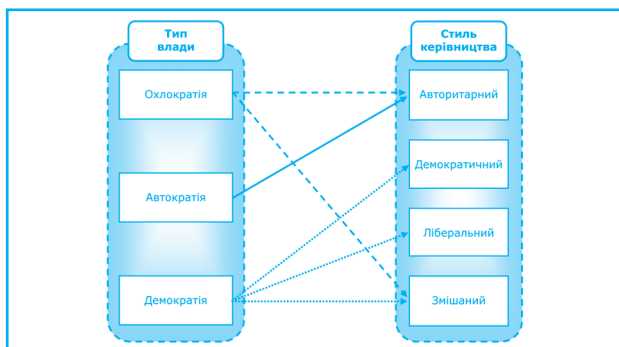 Тип
влади
Охлократія
Автократія
Демократія
Стиль
керівництва
Авторитарний
Демократичний
Ліберальний
Змішаний